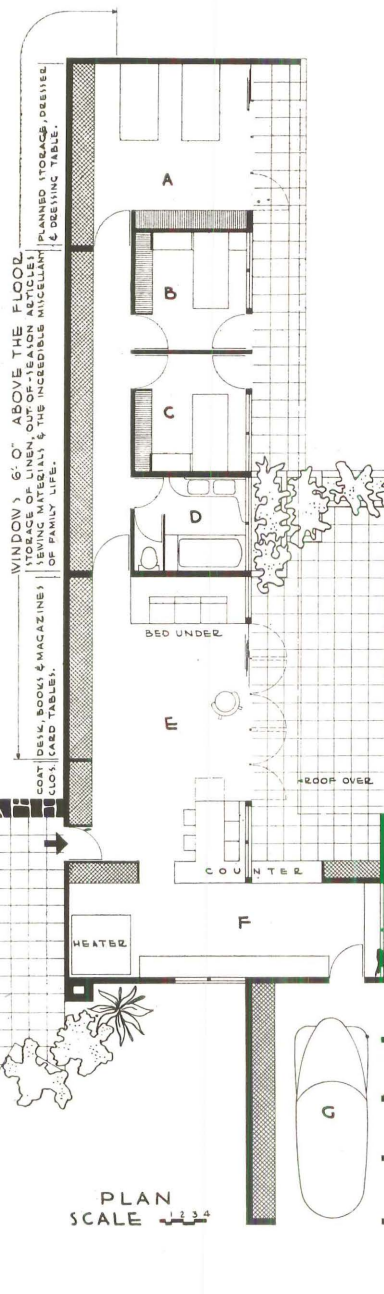 WINDOWS 6'0" ABOVE THE FLOOR
PLANNED STORAGE, DRESSER
& DRESSING TABLE.
STORAGE OF LINEN, OUT-OF-SEASON ARTICLES
SEWING MATERIALS, & THE INCREDIBLE MISCELLANY
OF FAMILY LIFE.
DESK, BOOKS & MAGAZINES
CARD TABLES.
COAT
CLOS.
A
B
C
D
BED UNDER
E
ROOF OVER
COUNTER
F
HEATER
G
PLAN
SCALE 1 2 3 4